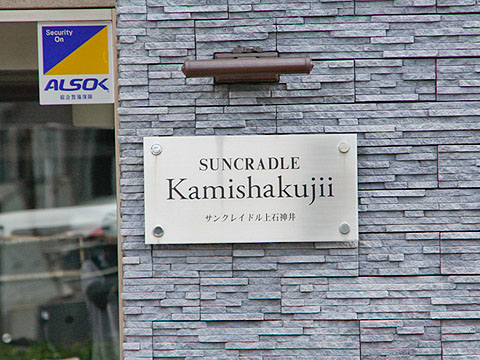 Security
On
ALSOK
綜合警備保障
SUNCRADLE
Kamishakujii
サンクレイドル上石神井